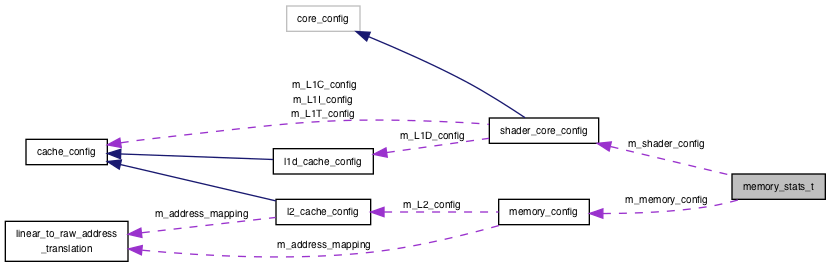 core_config
m_L1C_config
m_L1I_config
m_L1T_config
shader_core_config
m_L1D_config
m_shader_config
cache_config
l1d_cache_config
memory_stats_t
m_memory_config
l2_cache_config
m_L2_config
memory_config
m_address_mapping
linear_to_raw_address
_translation
m_address_mapping